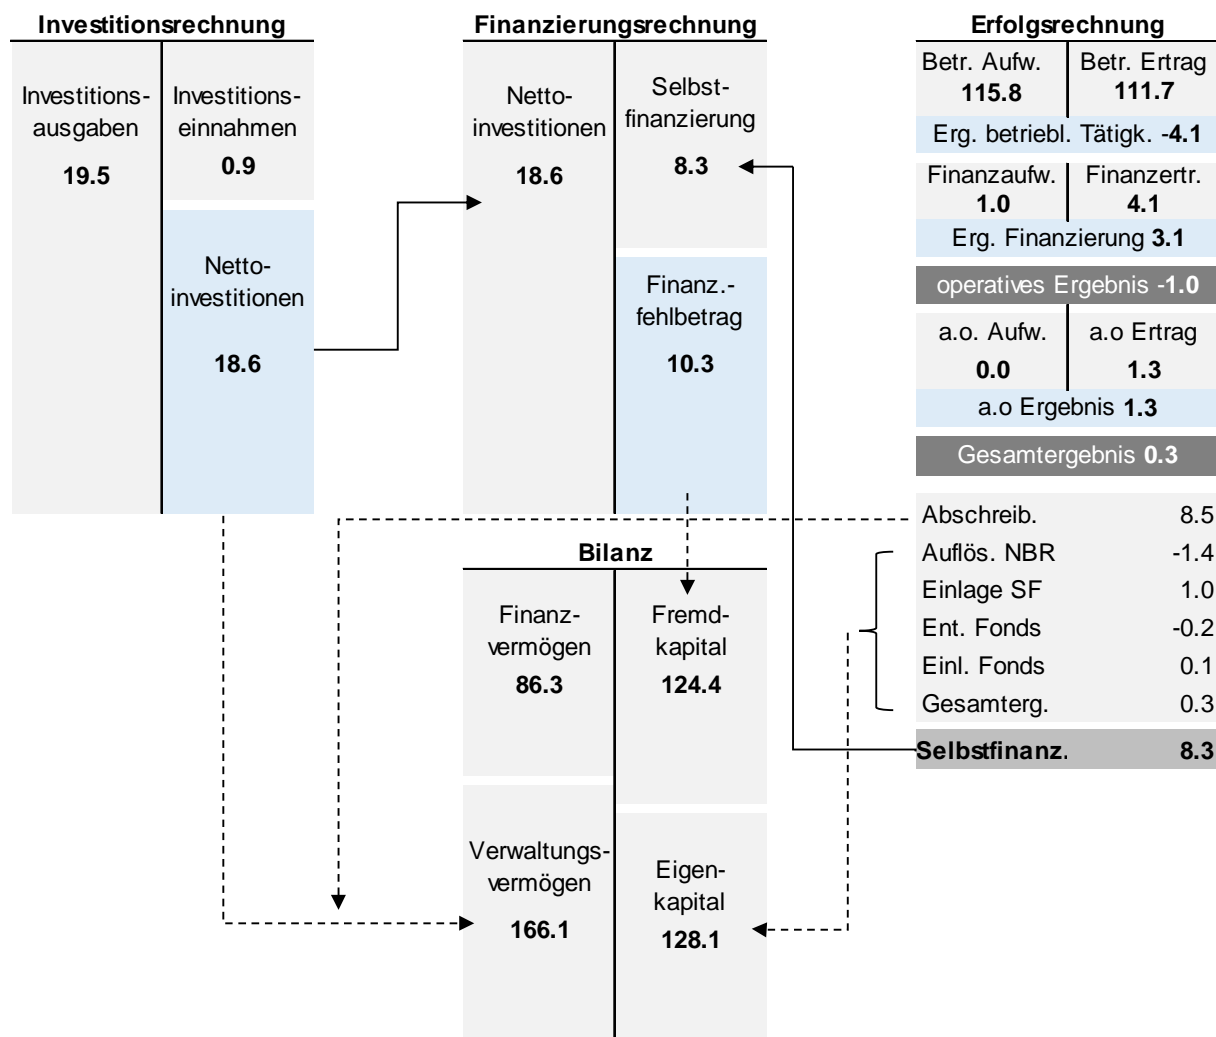 Investitionsrechnung
Investitions-
ausgaben
19.5
Investitions-
einnahmen
0.9
Netto-
investitionen
18.6
Finanzierungsrechnung
Netto-
investitionen
18.6
Selbst-
finanzierung
8.3
Finanz.-
fehlbetrag
10.3
Bilanz
Finanz-
vermögen
86.3
Fremd-
kapital
124.4
Verwaltungs-
vermögen
166.1
Eigen-
kapital
128.1
Erfolgsrechnung
Betr. Aufw. Betr. Ertrag
115.8 111.7
Erg. betriebl. Tätigk. -4.1
Finanzaufw. Finanzertr.
1.0 4.1
Erg. Finanzierung 3.1
operatives Ergebnis -1.0
a.o. Aufw. a.o Ertrag
0.0 1.3
a.o Ergebnis 1.3
Gesamtergebnis 0.3
Abschreib. 8.5
Auflös. NBR -1.4
Einlage SF 1.0
Ent. Fonds -0.2
Einl. Fonds 0.1
Gesamterg. 0.3
Selbstfinanz. 8.3